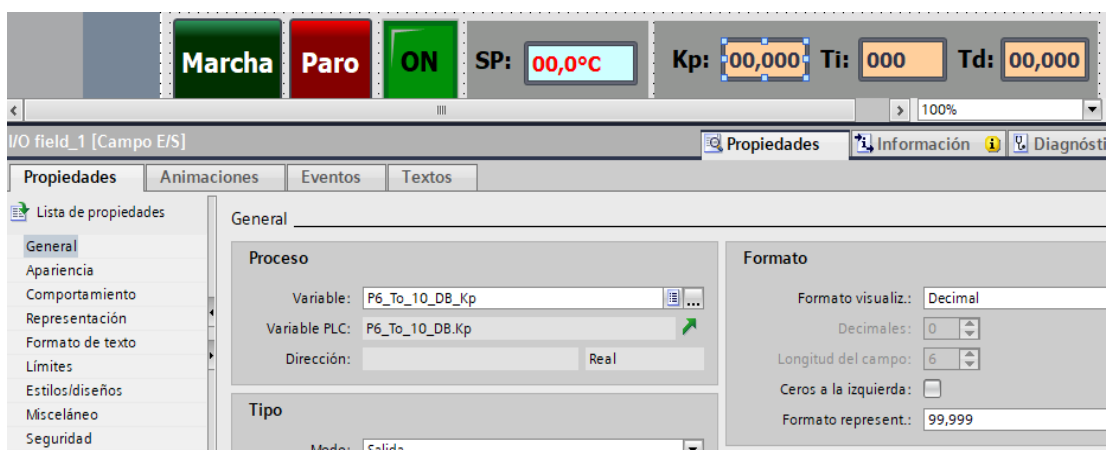 Marcha Paro ON SP: 00,0ºC Kp: 00,000 Ti: 000 Td: 00,000
100%
I/O field_1 [Campo E/S] Propiedades Información Diagnósti
Propiedades Animaciones Eventos Textos
Lista de propiedades
General
Apariencia
Comportamiento
Representación
Formato de texto
Límites
Estilos/diseños
Misceláneo
Seguridad
General
Proceso
Variable: P6_To_10_DB_Kp ...
Variable PLC: P6_To_10_DB.Kp
Dirección: Real
Tipo
Modo: Salida
Formato
Formato visualiz.: Decimal
Decimales: 0
Longitud del campo: 6
Ceros a la izquierda:
Formato represent.: 99,999